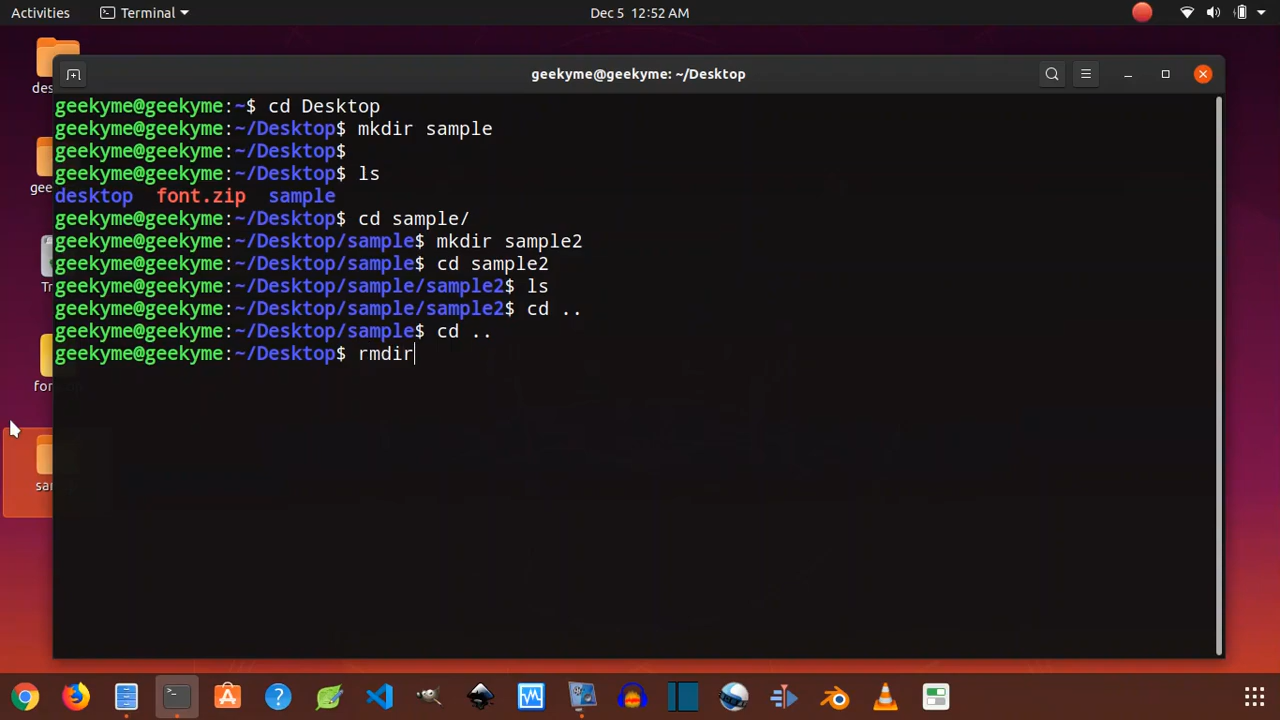 Activities Terminal Dec 5 12:52 AM
geekyme@geekyme: ~/Desktop
geekyme@geekyme:~$ cd Desktop
geekyme@geekyme:~/Desktop$ mkdir sample
geekyme@geekyme:~/Desktop$
geekyme@geekyme:~/Desktop$ ls
desktop font.zip sample
geekyme@geekyme:~/Desktop$ cd sample/
geekyme@geekyme:~/Desktop/sample$ mkdir sample2
geekyme@geekyme:~/Desktop/sample$ cd sample2
geekyme@geekyme:~/Desktop/sample/sample2$ ls
geekyme@geekyme:~/Desktop/sample/sample2$ cd ..
geekyme@geekyme:~/Desktop/sample$ cd ..
geekyme@geekyme:~/Desktop$ rmdir